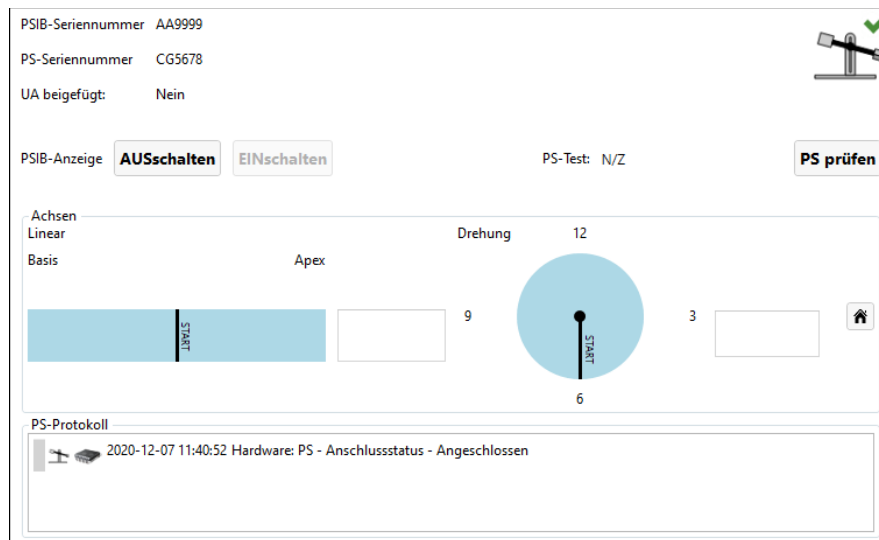 PSIB-Seriennummer AA9999
PS-Seriennummer CG5678
UA beigefügt: Nein
PSIB-Anzeige AUSschalten EINschalten PS-Test: N/Z PS prüfen
Achsen
Linear Drehung 12
Basis Apex
START 9 START 3
6
PS-Protokoll
2020-12-07 11:40:52 Hardware: PS - Anschlussstatus - Angeschlossen